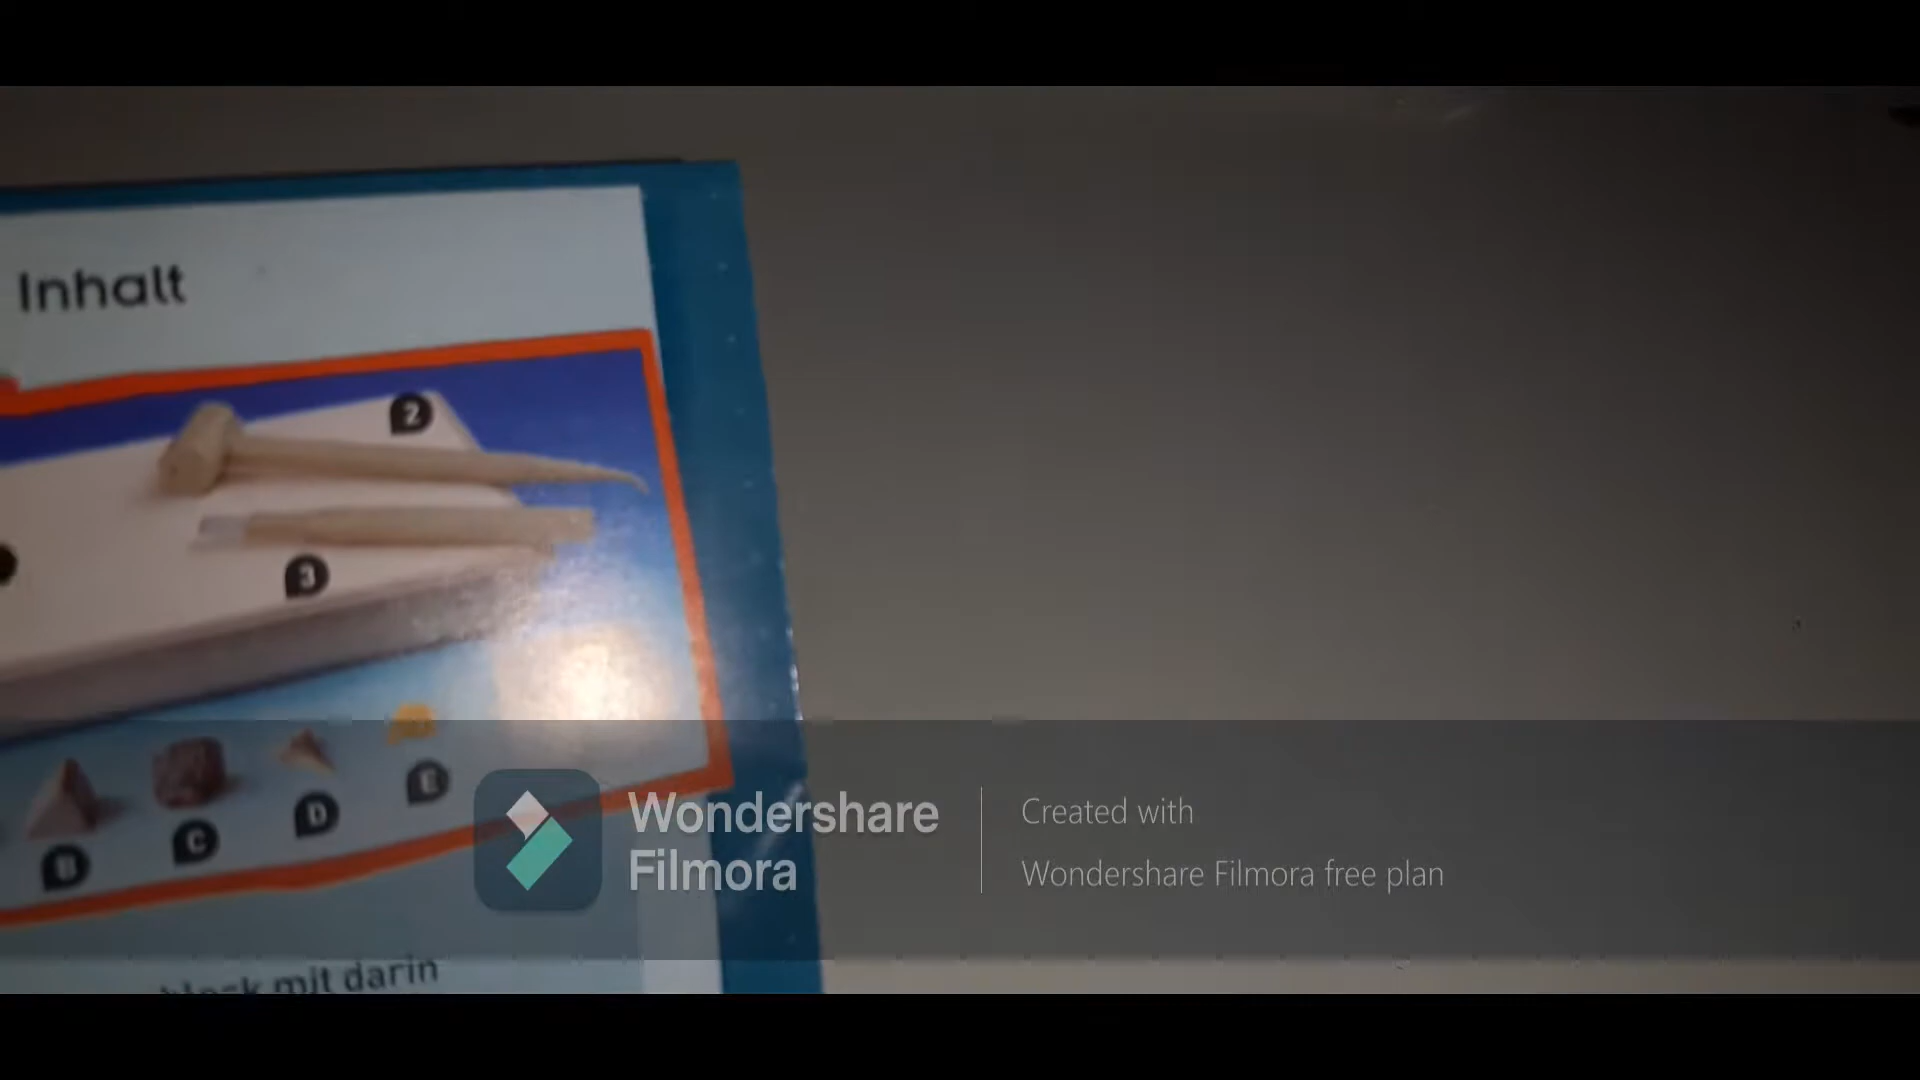 Inhalt
2
3
B
C
D
E
mit darin
Wondershare
Filmora
Created with
Wondershare Filmora free plan